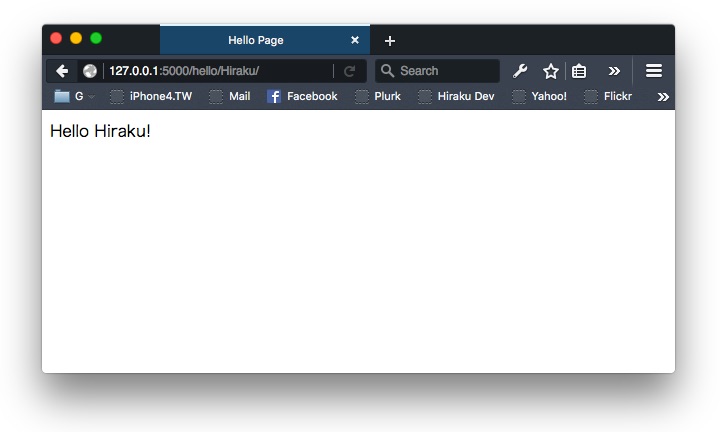 Hello Page
127.0.0.1:5000/hello/Hiraku/
Search
G iPhone4.TW Mail Facebook Plurk Hiraku Dev Yahoo! Flickr
Hello Hiraku!